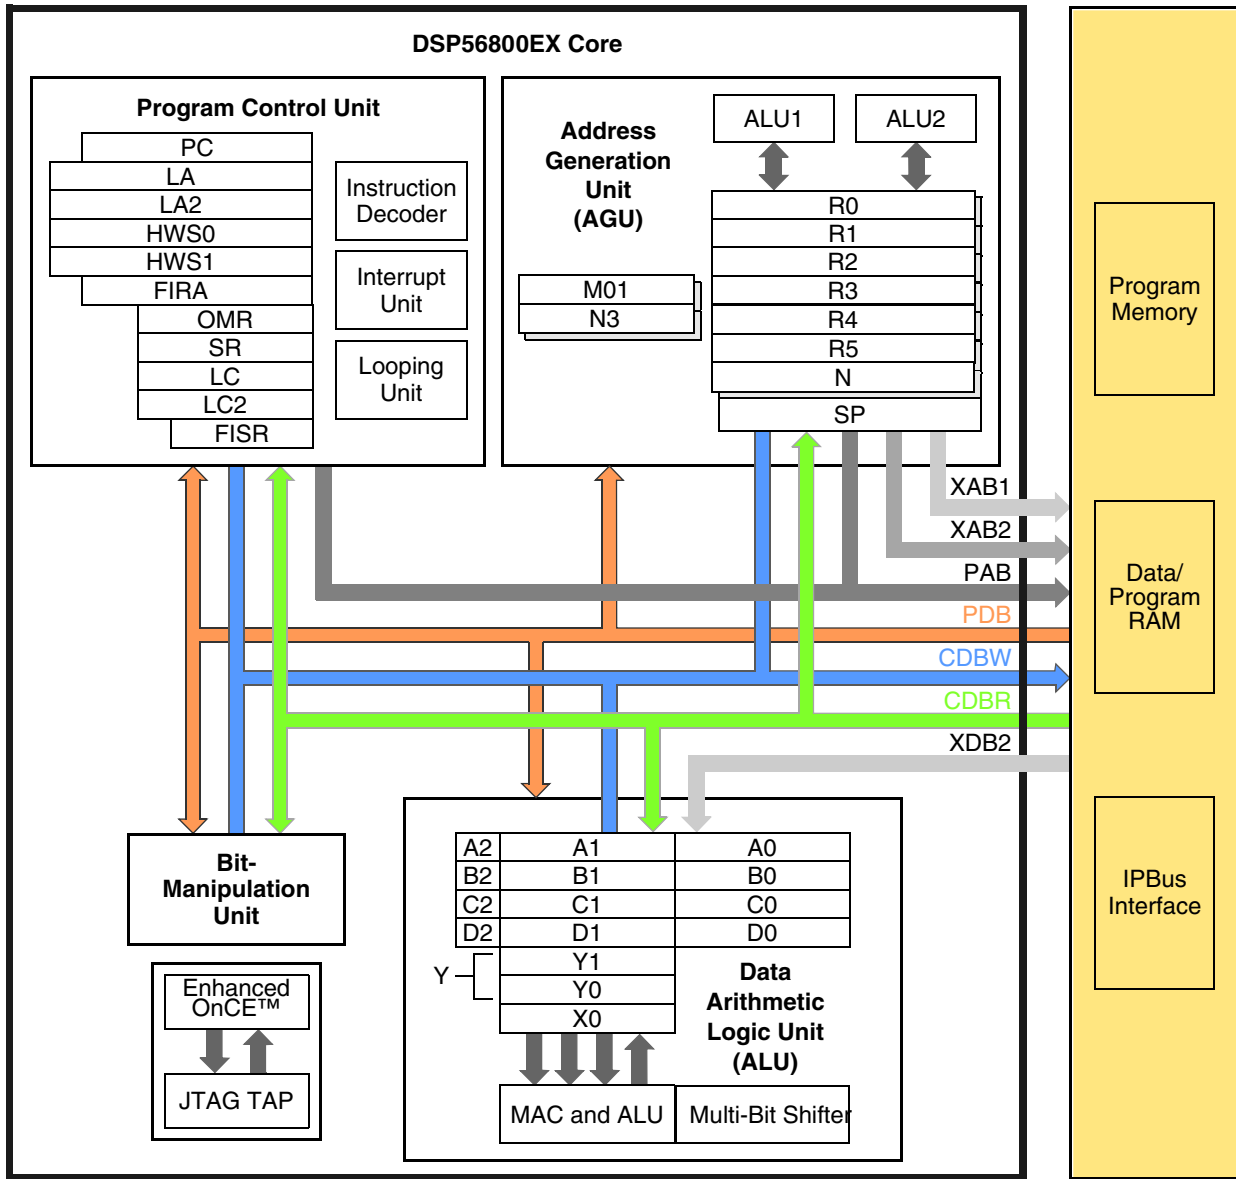 DSP56800EX Core
Program Control Unit
PC
LA
LA2
HWS0
HWS1
FIRA
OMR
SR
LC
LC2
FISR
Instruction
Decoder
Interrupt
Unit
Looping
Unit
Address
Generation
Unit
(AGU)
ALU1
ALU2
R0
R1
R2
R3
R4
R5
N
SP
M01
N3
XAB1
XAB2
PAB
PDB
CDBW
CDBR
XDB2
Program
Memory
Data/
Program
RAM
IPBus
Interface
Bit-
Manipulation
Unit
Enhanced
OnCE™
JTAG TAP
A2 A1 A0
B2 B1 B0
C2 C1 C0
D2 D1 D0
Y
Y1
Y0
X0
Data
Arithmetic
Logic Unit
(ALU)
MAC and ALU
Multi-Bit Shifter